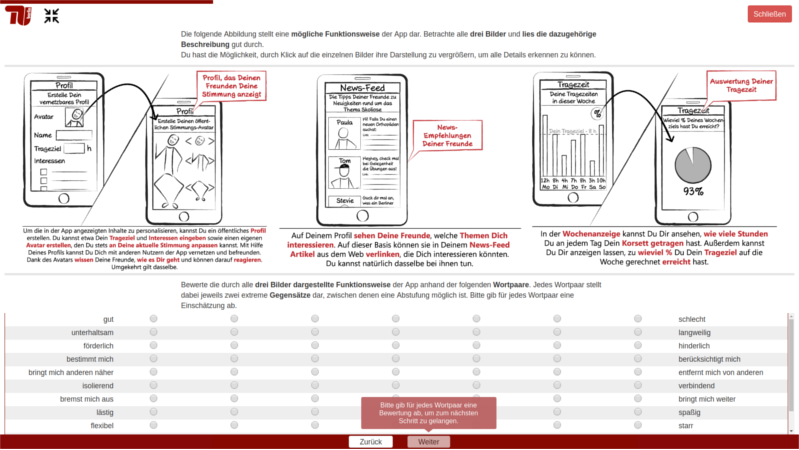 Schließen
Die folgende Abbildung stellt eine mögliche Funktionsweise der App dar. Betrachte alle drei Bilder und lies die dazugehörige
Beschreibung gut durch.
Du hast die Möglichkeit, durch Klick auf die einzelnen Bilder ihre Darstellung zu vergrößern, um alle Details erkennen zu können.
Profil
Erstelle Dein
vernetzbares Profil
Avatar
Name
Tragezeil h
Interessen
Profil, das Deinen
Freunden Deine
Stimmung anzeigt
Profil
Erstelle Deinen öffent-
lichen Stimmungs-Avatar
Um die in der App angezeigten Inhalte zu personalisieren, kannst Du ein öffentliches Profil
erstellen. Du kannst etwa Dein Trageziel und Interessen eingeben sowie einen eigenen
Avatar erstellen, den Du stets an Deine aktuelle Stimmung anpassen kannst. Mit Hilfe
Deines Profils kannst Du Dich mit anderen Nutzern der App vernetzen und befreunden.
Dank des Avatars wissen Deine Freunde, wie es Dir geht und können darauf reagieren.
Umgekehrt gilt dasselbe.
News-Feed
Die Tipps Deiner Freunde zu
Neuigkeiten rund um das
Thema Skoliose
Paula
Tom
Stevie
News-
Empfehlungen
Deiner Freunde
Auf Deinem Profil sehen Deine Freunde, welche Themen Dich
interessieren. Auf dieser Basis können sie in Deinem News-Feed
Artikel aus dem Web verlinken, die Dich interessieren könnten.
Du kannst natürlich dasselbe bei ihnen tun.
Tragezeit
Deine Tragezeiten
in dieser Woche
%
Dein Tragezeil - 8 h
12h 8h 4h 7h 8h 3h 10h
Mo Di Mi Do Fr Sa So
Auswertung Deiner
Tragezeit
Tragezeit
Wieviel % Deines Wochen
ziels hast Du erreicht?
93%
In der Wochenanzeige kannst Du Dir ansehen, wie viele Stunden
Du an jedem Tag Dein Korsett getragen hast. Außerdem kannst
Du Dir anzeigen lassen, zu wieviel % Du Dein Tragezeil auf die
Woche gerechnet erreicht hast.
Bewerte die durch alle drei Bilder dargestellte Funktionsweise der App anhand der folgenden Wortpaare. Jedes Wortpaar stellt
dabei jeweils zwei extreme Gegensätze dar, zwischen denen eine Abstufung möglich ist. Bitte gib für jedes Wortpaar eine
Einschätzung ab.
gut schlecht
unterhaltsam langweilig
förderlich hinderlich
bestimmt mich berücksichtigt mich
bringt mich anderen näher entfernt mich von anderen
isolierend verbindend
bremst mich aus bringt mich weiter
lästig spaßig
flexibel starr
Bitte gib für jedes Wortpaar eine
Bewertung ab, um zum nächsten
Schritt zu gelangen.
Zurück Weiter